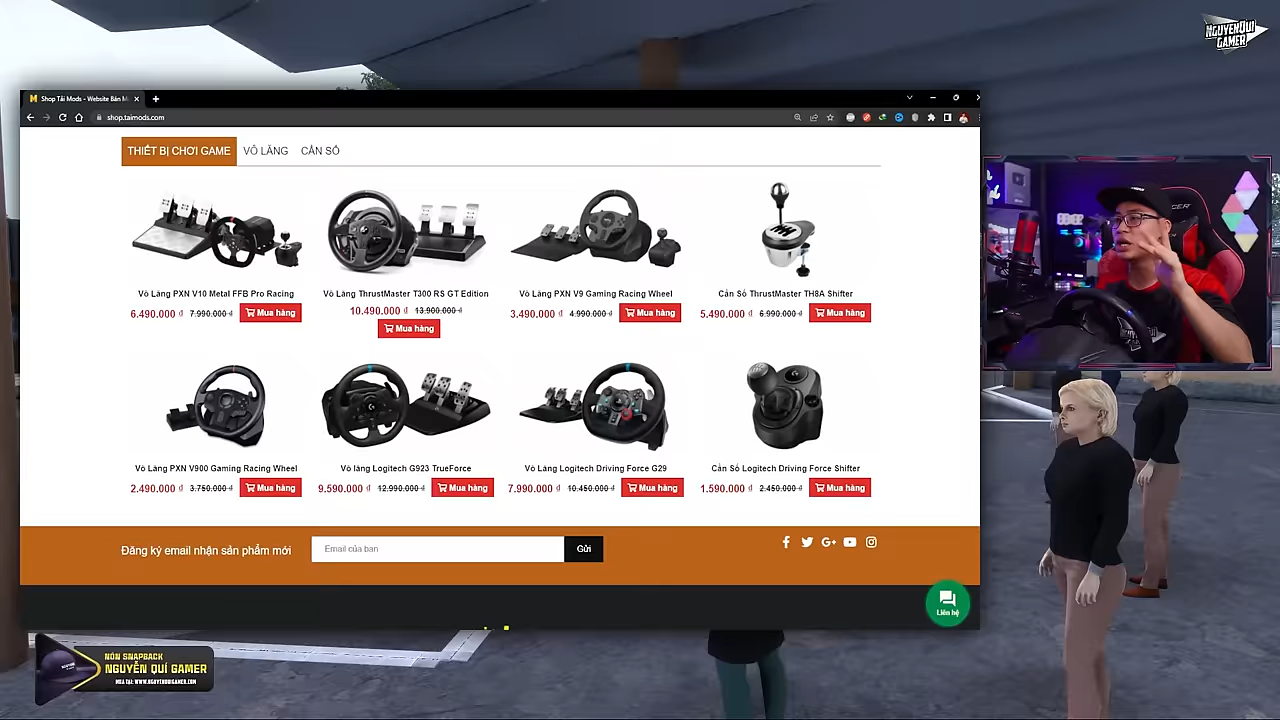 NGUYENQUI
GAMER
Shop Tải Mods - Website Bán M
shop.taimods.com
THIẾT BỊ CHƠI GAME
VÔ LĂNG
CẦN SỐ
Vô Lăng PXN V10 Metal FFB Pro Racing
6.490.000 ₫ 7.990.000 ₫ Mua hàng
Vô Lăng ThrustMaster T300 RS GT Edition
10.490.000 ₫ 13.900.000 ₫
Mua hàng
Vô Lăng PXN V9 Gaming Racing Wheel
3.490.000 ₫ 4.990.000 ₫ Mua hàng
Cần Số ThrustMaster TH8A Shifter
5.490.000 ₫ 6.990.000 ₫ Mua hàng
Vô Lăng PXN V900 Gaming Racing Wheel
2.490.000 ₫ 3.750.000 ₫ Mua hàng
Vô lăng Logitech G923 TrueForce
9.590.000 ₫ 12.990.000 ₫ Mua hàng
Vô Lăng Logitech Driving Force G29
7.990.000 ₫ 10.450.000 ₫ Mua hàng
Cần Số Logitech Driving Force Shifter
1.590.000 ₫ 2.450.000 ₫ Mua hàng
Đăng ký email nhận sản phẩm mới
Email của bạn
Gửi
Liên hệ
NÓN SNAPBACK
NGUYỄN QUÍ GAMER
MUA TẠI: WWW.NGUYENQUIGAMER.COM